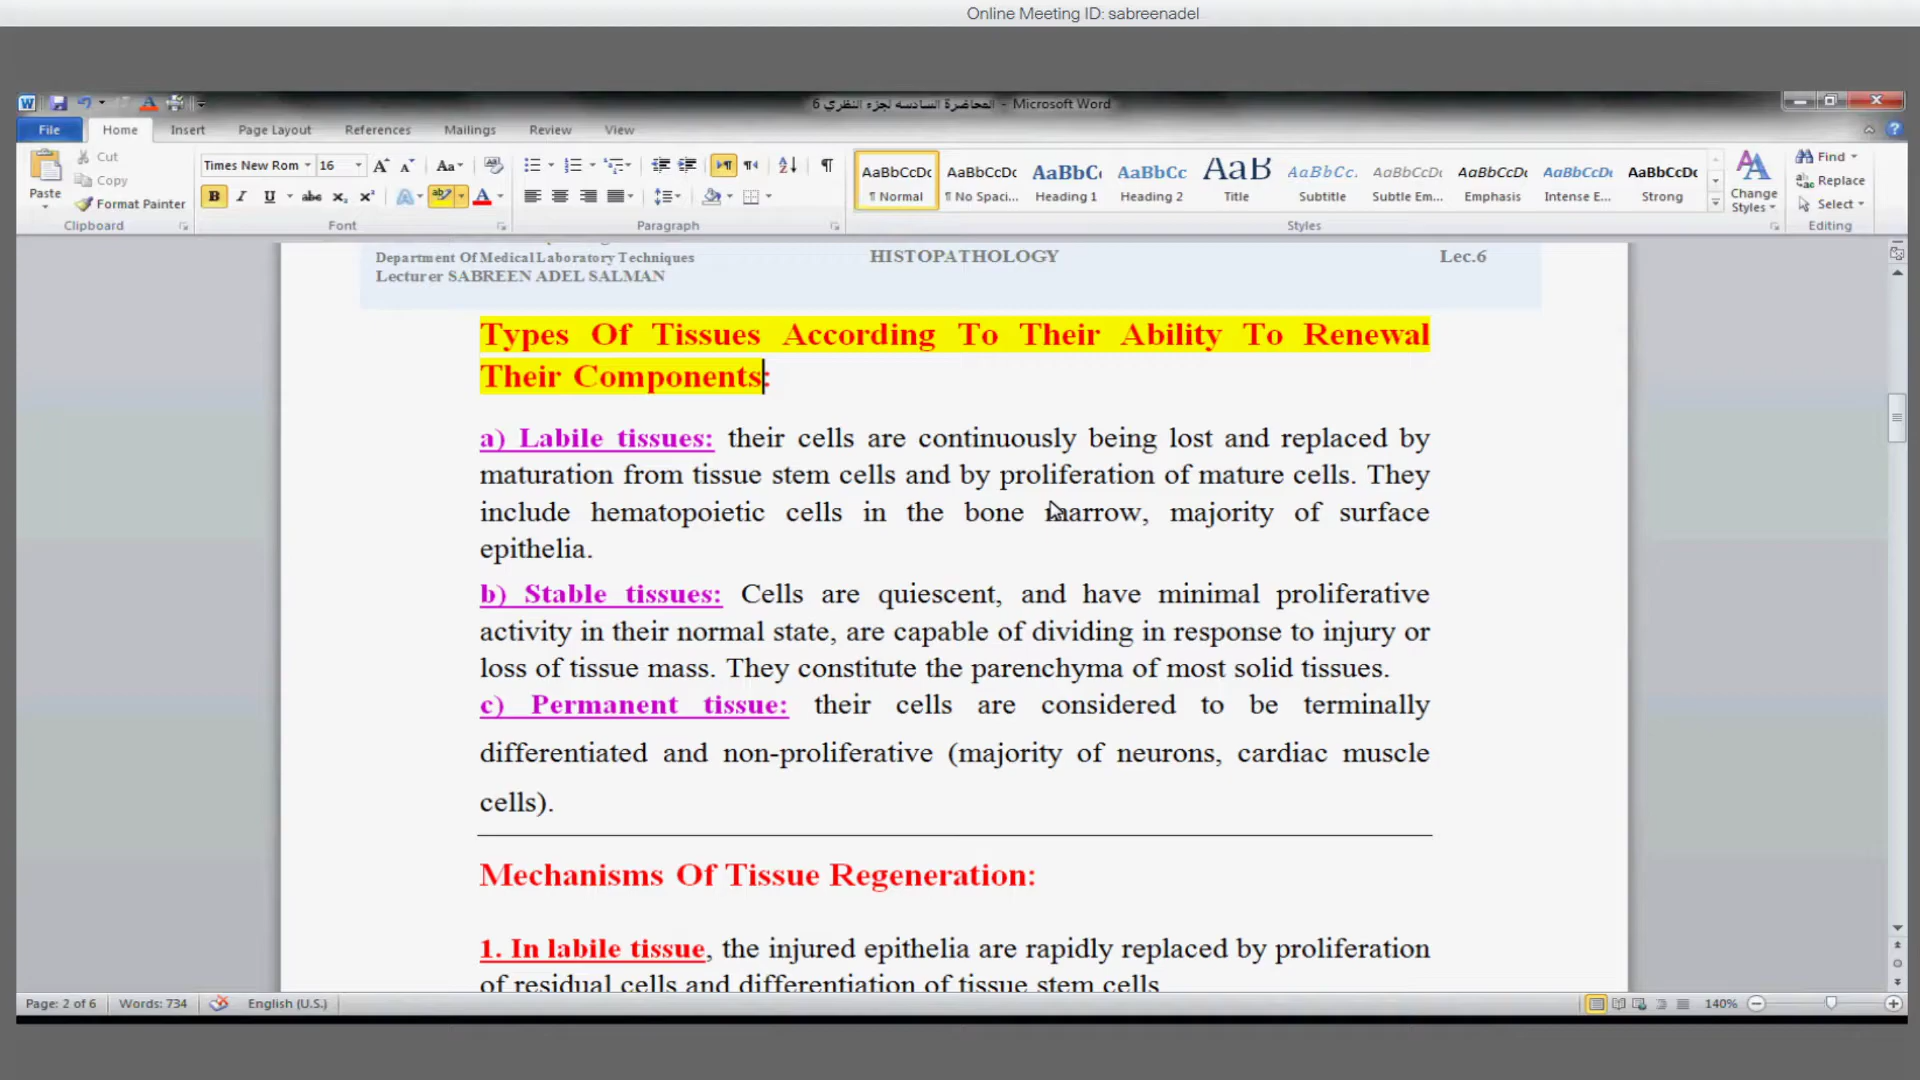 Online Meeting ID: sabreenadel
المحاضرة السادسه لجزء النظري 6 - Microsoft Word
File Home Insert Page Layout References Mailings Review View
Cut
Copy
Paste
Format Painter
Clipboard
Times New Rom 16
Font
Paragraph
AaBbCcDc AaBbCcDc AaBbC AaBbCc AaB AaBbCc. AaBbCcDc AaBbCcDc AaBbCcDc AaBbCcDc
¶ Normal ¶ No Spaci... Heading 1 Heading 2 Title Subtitle Subtle Em... Emphasis Intense E... Strong
Styles
Change Styles
Find
Replace
Select
Editing
Department Of Medical Laboratory Techniques HISTOPATHOLOGY Lec.6
Lecturer SABREEN ADEL SALMAN
Types Of Tissues According To Their Ability To Renewal
Their Components:
a) Labile tissues: their cells are continuously being lost and replaced by
maturation from tissue stem cells and by proliferation of mature cells. They
include hematopoietic cells in the bone marrow, majority of surface
epithelia.
b) Stable tissues: Cells are quiescent, and have minimal proliferative
activity in their normal state, are capable of dividing in response to injury or
loss of tissue mass. They constitute the parenchyma of most solid tissues.
c) Permanent tissue: their cells are considered to be terminally
differentiated and non-proliferative (majority of neurons, cardiac muscle
cells).
Mechanisms Of Tissue Regeneration:
1. In labile tissue, the injured epithelia are rapidly replaced by proliferation
of residual cells and differentiation of tissue stem cells
Page: 2 of 6 Words: 734 English (U.S.) 140%